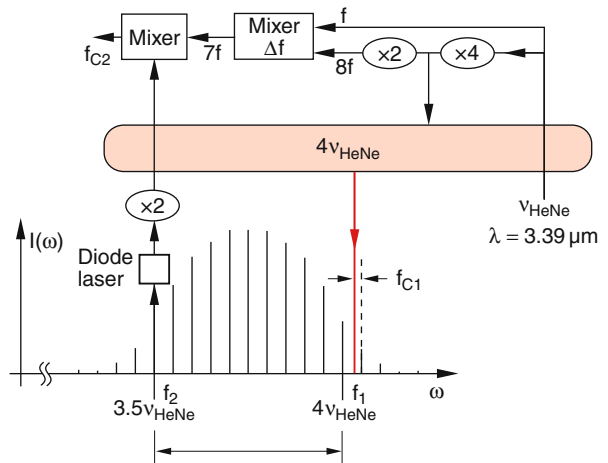 f
Mixer
Mixer
Δf
7f
8f
×2
×4
f_C2
4ν_HeNe
×2
ν_HeNe
λ = 3.39 µm
I(ω)
Diode
laser
f_C1
f_2
f_1
ω
3.5ν_HeNe
4ν_HeNe